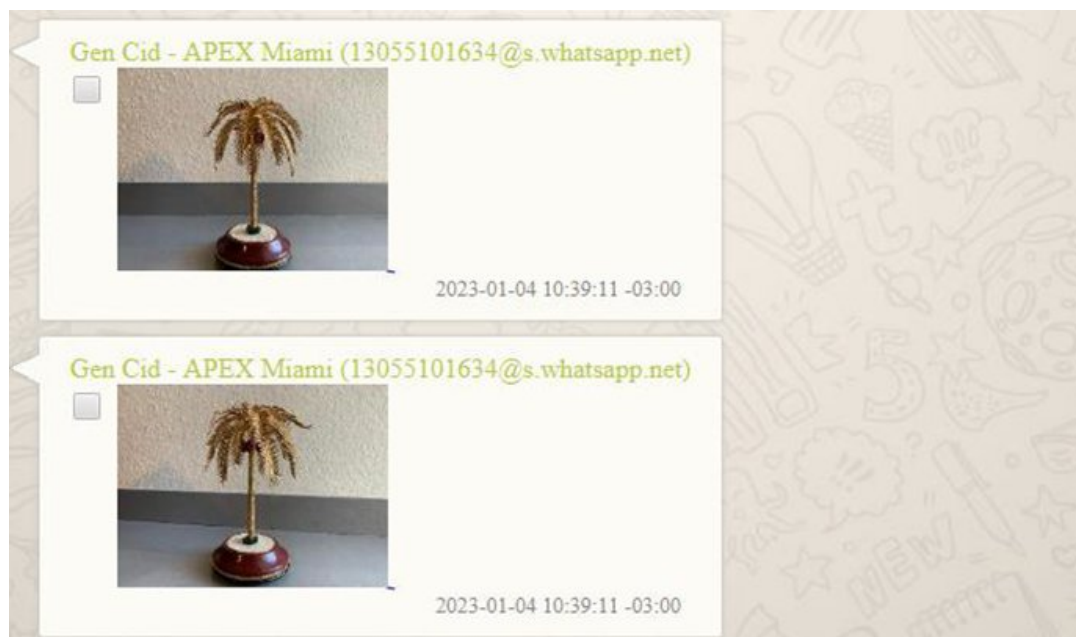 Gen Cid - APEX Miami (13055101634@s.whatsapp.net)
2023-01-04 10:39:11 -03:00
Gen Cid - APEX Miami (13055101634@s.whatsapp.net)
2023-01-04 10:39:11 -03:00
NEW